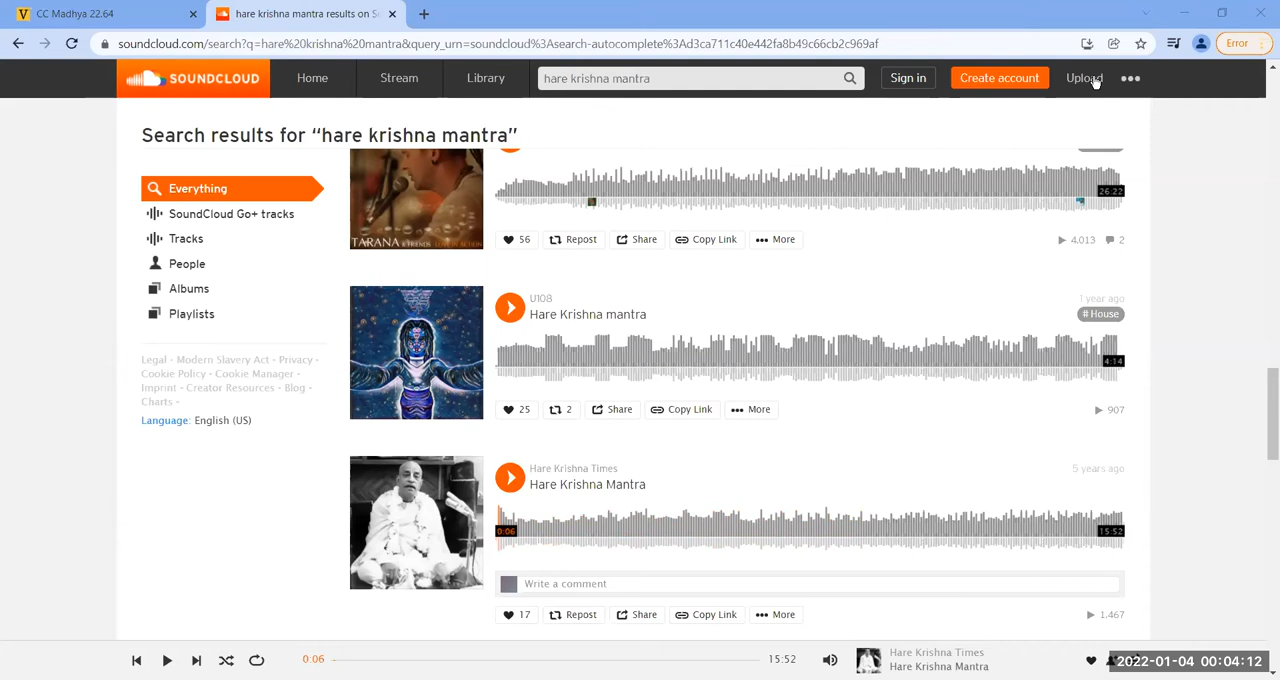 CC Madhya 22.64
hare krishna mantra results on S
Error
soundcloud.com/search?q=hare%20krishna%20mantra&query_urn=soundcloud%3Asearch-autocomplete%3Ad3ca711c40e442fa8b49c66cb2c969af
SOUNDCLOUD
Home
Stream
Library
hare krishna mantra
Sign in
Create account
Upload
Search results for “hare krishna mantra”
Everything
SoundCloud Go+ tracks
Tracks
People
Albums
Playlists
Legal - Modern Slavery Act - Privacy -
Cookie Policy - Cookie Manager -
Imprint - Creator Resources - Blog -
Charts -
Language: English (US)
TARANA & FRIENDS LOVE IN ACTION
26:22
56 Repost Share Copy Link More 4,013 2
U108 1 year ago
Hare Krishna mantra # House
4:14
25 2 Share Copy Link More 907
Hare Krishna Times 5 years ago
Hare Krishna Mantra
0:06 15:52
Write a comment
17 Repost Share Copy Link More 1,467
0:06 15:52
Hare Krishna Times
Hare Krishna Mantra
2022-01-04 00:04:12